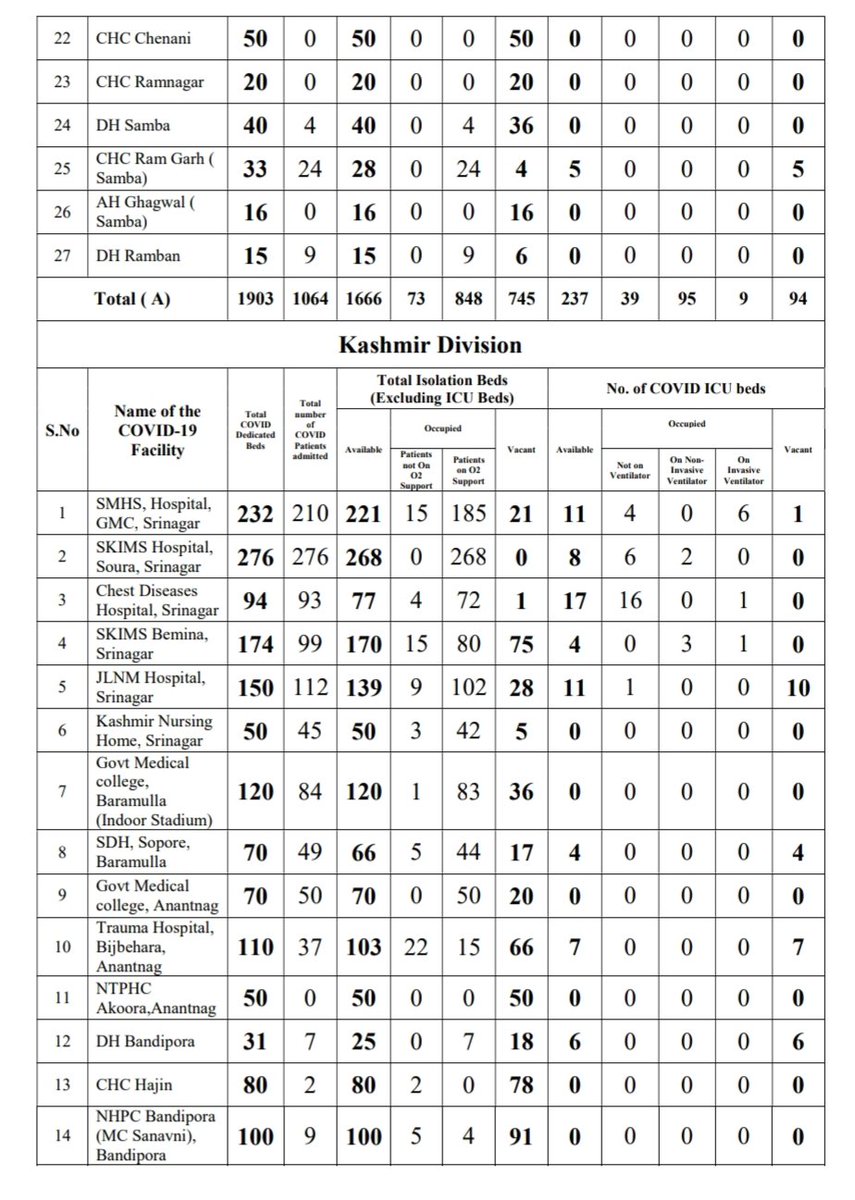 22 CHC Chenani 50 0 50 0 0 50 0 0 0 0 0
23 CHC Ramnagar 20 0 20 0 0 20 0 0 0 0 0
24 DH Samba 40 4 40 0 4 36 0 0 0 0 0
25 CHC Ram Garh ( Samba) 33 24 28 0 24 4 5 0 0 0 5
26 AH Ghagwal ( Samba) 16 0 16 0 0 16 0 0 0 0 0
27 DH Ramban 15 9 15 0 9 6 0 0 0 0 0
Total ( A) 1903 1064 1666 73 848 745 237 39 95 9 94
Kashmir Division
S.No
Name of the COVID-19 Facility
Total COVID Dedicated Beds
Total number of COVID Patients admitted
Total Isolation Beds
(Excluding ICU Beds)
Available
Occupied
Patients not On O2 Support
Patients on O2 Support
Vacant
No. of COVID ICU beds
Available
Occupied
Not on Ventilator
On Non-Invasive Ventilator
On Invasive Ventilator
Vacant
1 SMHS, Hospital, GMC, Srinagar 232 210 221 15 185 21 11 4 0 6 1
2 SKIMS Hospital, Soura, Srinagar 276 276 268 0 268 0 8 6 2 0 0
3 Chest Diseases Hospital, Srinagar 94 93 77 4 72 1 17 16 0 1 0
4 SKIMS Bemina, Srinagar 174 99 170 15 80 75 4 0 3 1 0
5 JLNM Hospital, Srinagar 150 112 139 9 102 28 11 1 0 0 10
6 Kashmir Nursing Home, Srinagar 50 45 50 3 42 5 0 0 0 0 0
7 Govt Medical college, Baramulla (Indoor Stadium) 120 84 120 1 83 36 0 0 0 0 0
8 SDH, Sopore, Baramulla 70 49 66 5 44 17 4 0 0 0 4
9 Govt Medical college, Anantnag 70 50 70 0 50 20 0 0 0 0 0
10 Trauma Hospital, Bijbehara, Anantnag 110 37 103 22 15 66 7 0 0 0 7
11 NTPHC Akoora,Anantnag 50 0 50 0 0 50 0 0 0 0 0
12 DH Bandipora 31 7 25 0 7 18 6 0 0 0 6
13 CHC Hajin 80 2 80 2 0 78 0 0 0 0 0
14 NHPC Bandipora (MC Sanavni), Bandipora 100 9 100 5 4 91 0 0 0 0 0